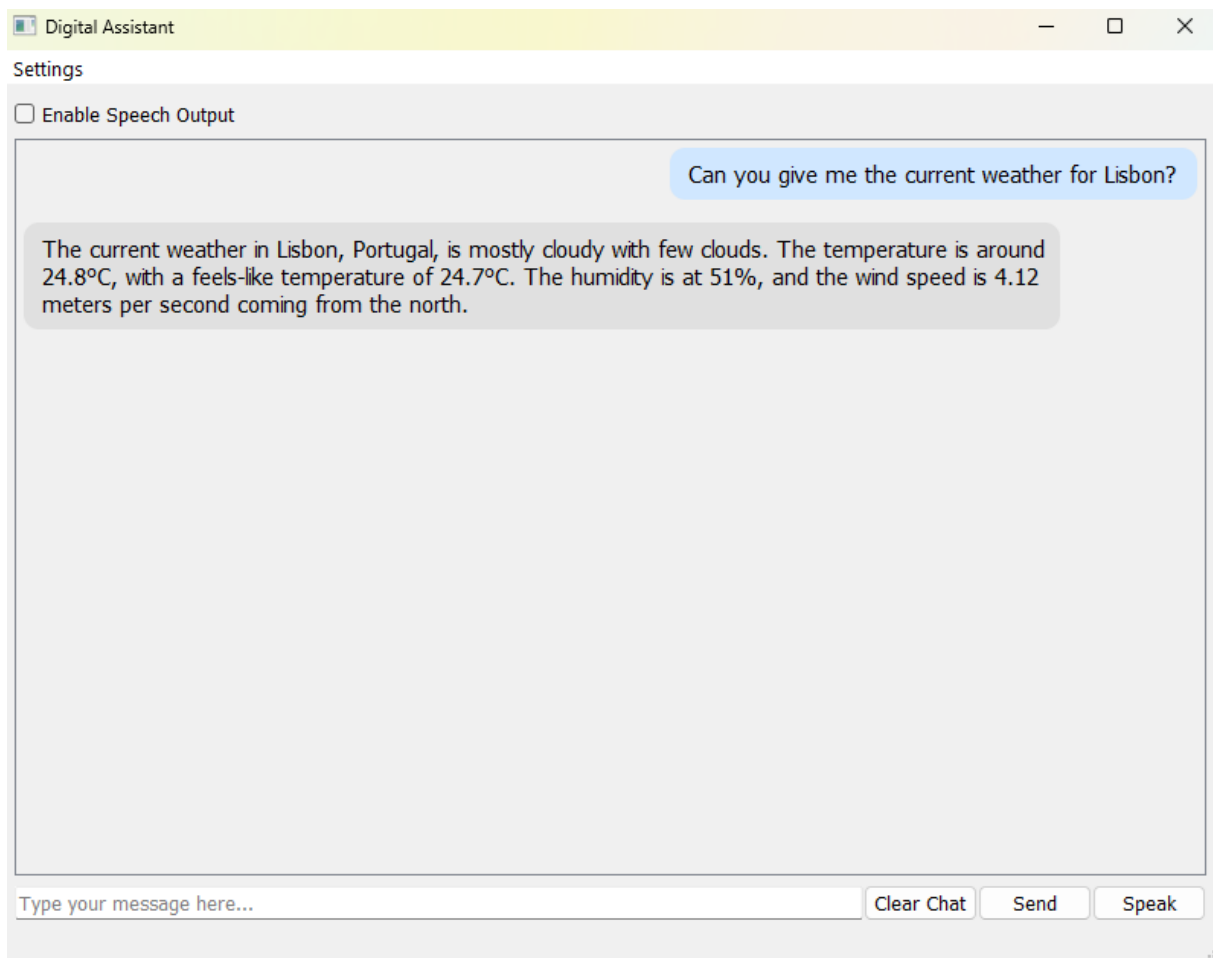 Digital Assistant
Settings
Enable Speech Output
Can you give me the current weather for Lisbon?
The current weather in Lisbon, Portugal, is mostly cloudy with few clouds. The temperature is around
24.8ºC, with a feels-like temperature of 24.7ºC. The humidity is at 51%, and the wind speed is 4.12
meters per second coming from the north.
Type your message here...
Clear Chat
Send
Speak